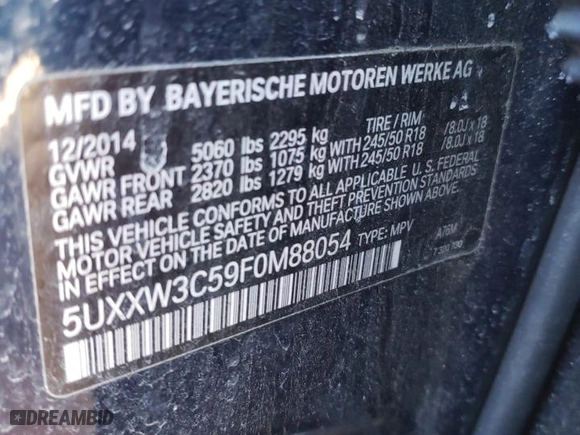 MFD BY BAYERISCHE MOTOREN WERKE AG
12/2014
GVWR 5060 lbs 2295 kg TIRE / RIM
GAWR FRONT 2370 lbs 1075 kg WITH 245/50 R18 /8.0J x 18
GAWR REAR 2820 lbs 1279 kg WITH 245/50 R18 /8.0J x 18
THIS VEHICLE CONFORMS TO ALL APPLICABLE U.S. FEDERAL
MOTOR VEHICLE SAFETY AND THEFT PREVENTION STANDARDS
IN EFFECT ON THE DATE OF MANUFACTURE SHOWN ABOVE.
5UXXW3C59F0M88054 TYPE: MPV A76M
DREAMBID